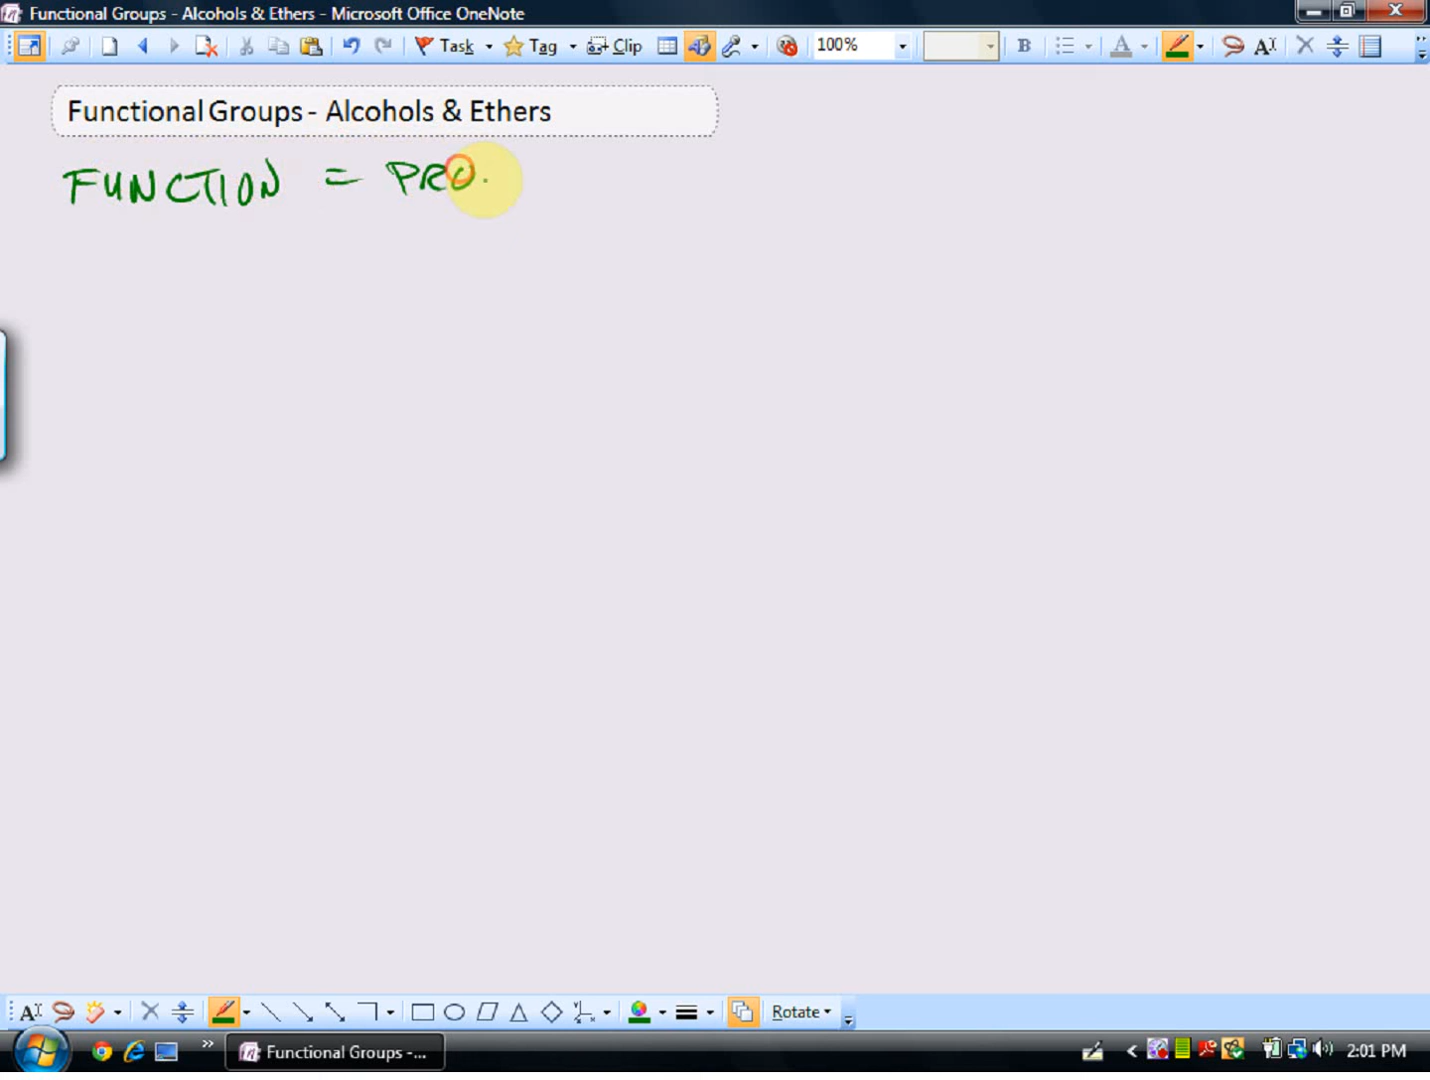 Functional Groups - Alcohols & Ethers - Microsoft Office OneNote
Task Tag Clip 100% B A A
Functional Groups - Alcohols & Ethers
FUNCTION = PRO
A Rotate
Functional Groups -... 2:01 PM